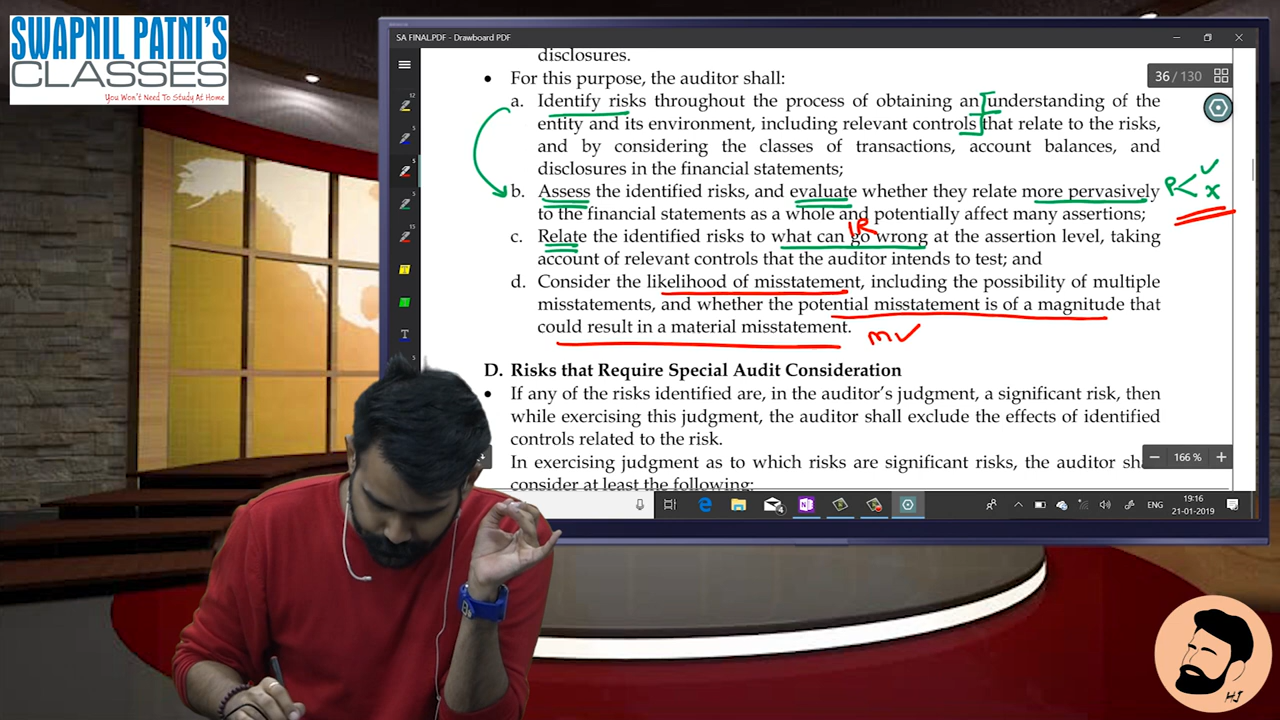 SWAPNIL PATNI'S
CLASSES
You Won't Need To Study At Home
SA FINAL.PDF - Drawboard PDF
36 / 130
disclosures.
• For this purpose, the auditor shall:
a. Identify risks throughout the process of obtaining an understanding of the
entity and its environment, including relevant controls that relate to the risks,
and by considering the classes of transactions, account balances, and
disclosures in the financial statements;
b. Assess the identified risks, and evaluate whether they relate more pervasively
P < ✓
x
to the financial statements as a whole and potentially affect many assertions;
IR
c. Relate the identified risks to what can go wrong at the assertion level, taking
account of relevant controls that the auditor intends to test; and
d. Consider the likelihood of misstatement, including the possibility of multiple
misstatements, and whether the potential misstatement is of a magnitude that
could result in a material misstatement.
m✓
D. Risks that Require Special Audit Consideration
• If any of the risks identified are, in the auditor's judgment, a significant risk, then
while exercising this judgment, the auditor shall exclude the effects of identified
controls related to the risk.
In exercising judgment as to which risks are significant risks, the auditor sha
consider at least the following:
166 %
ENG
19:16
21-01-2019
HJ